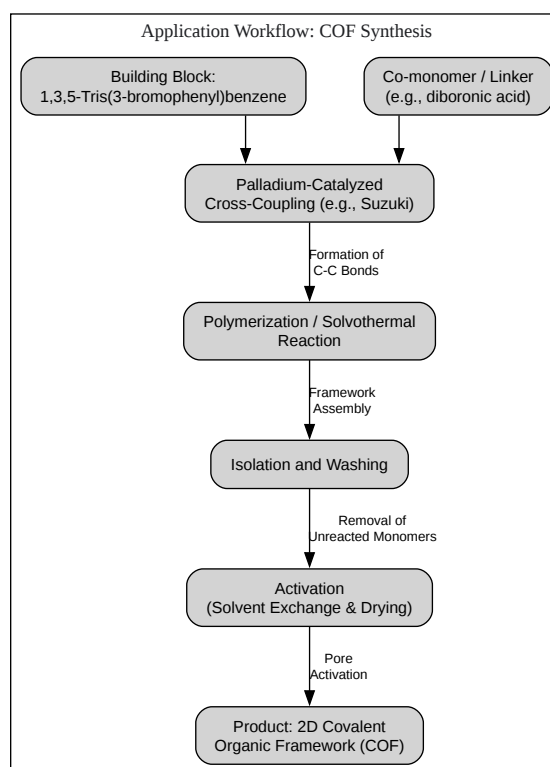 Application Workflow: COF Synthesis
Building Block:
1,3,5-Tris(3-bromophenyl)benzene
Co-monomer / Linker
(e.g., diboronic acid)
Palladium-Catalyzed
Cross-Coupling (e.g., Suzuki)
Formation of
C-C Bonds
Polymerization / Solvothermal
Reaction
Framework
Assembly
Isolation and Washing
Removal of
Unreacted Monomers
Activation
(Solvent Exchange & Drying)
Pore
Activation
Product: 2D Covalent
Organic Framework (COF)